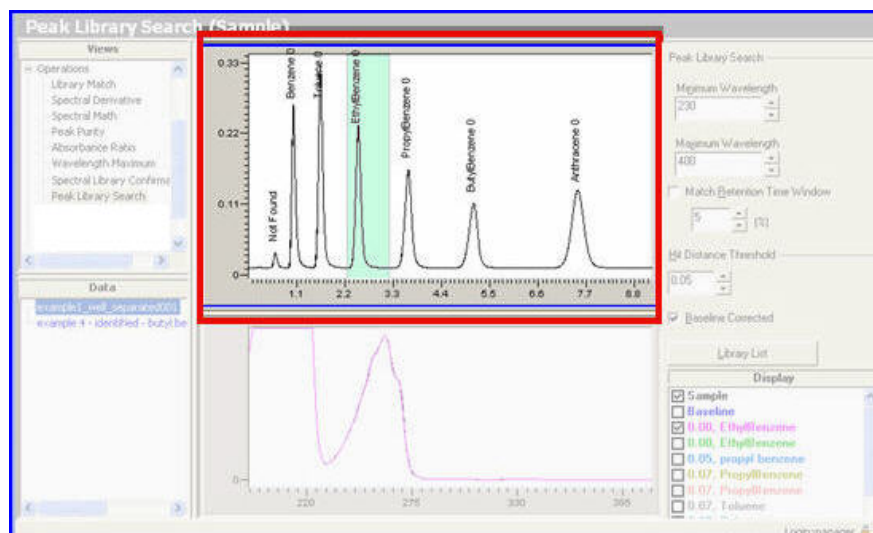 Peak Library Search (Sample)
Views
Operations
Library Match
Spectral Derivative
Spectral Math
Peak Purity
Absorbance Ratio
Wavelength Maximum
Spectral Library Confirma
Peak Library Search
Data
example1_well_separated001
example 4 - identified - butyl be
0.33
0.22
0.11
0
Not Found
Benzene 0
Toluene 0
EthylBenzene 0
PropylBenzene 0
ButylBenzene 0
Anthracene 0
1.1 2.2 3.3 4.4 5.5 6.6 7.7 8.8
0
220 275 330 385
Peak Library Search
Minimum Wavelength
230
Maximum Wavelength
400
Match Retention Time Window
5 (%)
Hit Distance Threshold
0.05
Baseline Corrected
Library List
Display
Sample
Baseline
0.00, EthylBenzene
0.00, EthylBenzene
0.05, propyl benzene
0.07, PropylBenzene
0.07, PropylBenzene
0.07, Toluene